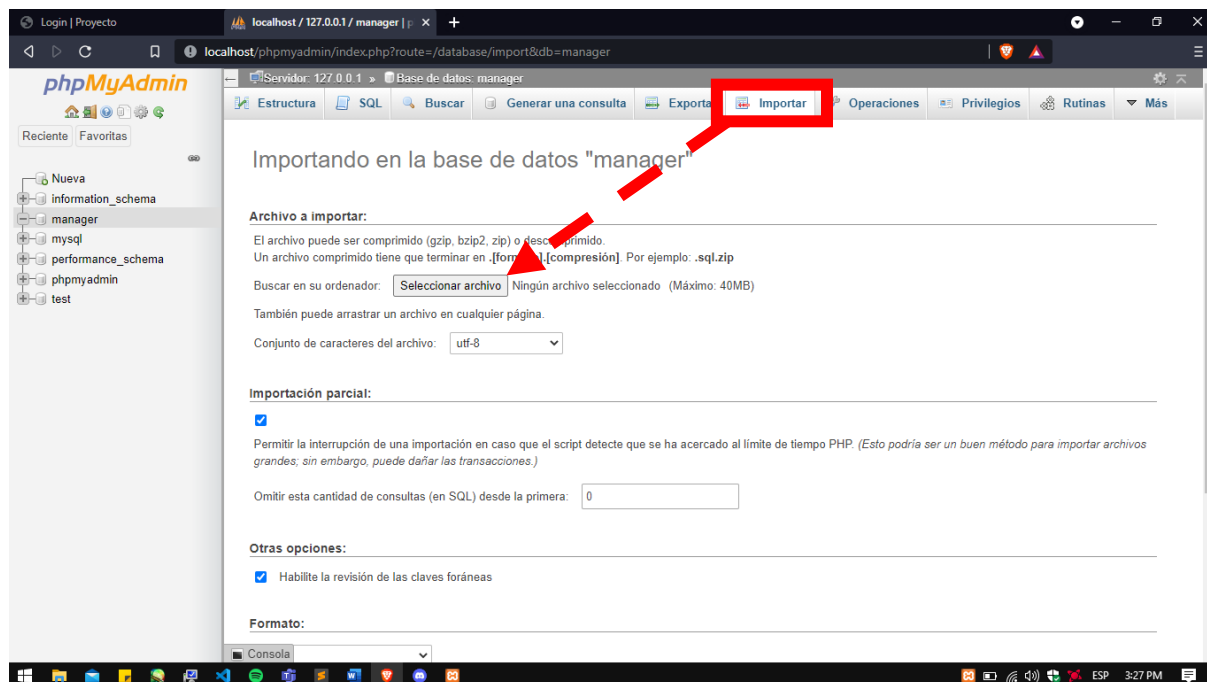 Login | Proyecto
localhost / 127.0.0.1 / manager | p
localhost/phpmyadmin/index.php?route=/database/import&db=manager
phpMyAdmin
Reciente Favoritas
Nueva
information_schema
manager
mysql
performance_schema
phpmyadmin
test
Servidor: 127.0.0.1 » Base de datos: manager
Estructura SQL Buscar Generar una consulta Exporta Importar Operaciones Privilegios Rutinas Más
Importando en la base de datos "manager"
Archivo a importar:
El archivo puede ser comprimido (gzip, bzip2, zip) o descomprimido.
Un archivo comprimido tiene que terminar en .[formato].[compresión]. Por ejemplo: .sql.zip
Buscar en su ordenador: Seleccionar archivo Ningún archivo seleccionado (Máximo: 40MB)
También puede arrastrar un archivo en cualquier página.
Conjunto de caracteres del archivo: utf-8
Importación parcial:
Permitir la interrupción de una importación en caso que el script detecte que se ha acercado al límite de tiempo PHP. (Esto podría ser un buen método para importar archivos
grandes; sin embargo, puede dañar las transacciones.)
Omitir esta cantidad de consultas (en SQL) desde la primera: 0
Otras opciones:
Habilite la revisión de las claves foráneas
Formato:
Consola
ESP 3:27 PM